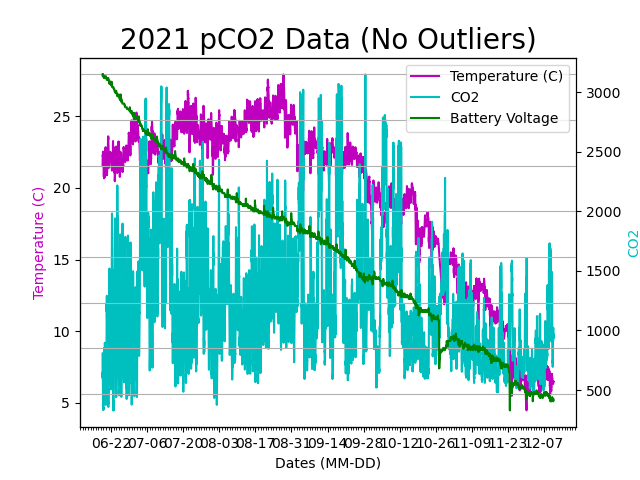 2021 pCO2 Data (No Outliers)
Temperature (C)
CO2
Battery Voltage
25
20
15
10
5
3000
2500
2000
1500
1000
500
Temperature (C)
CO2
06-22 07-06 07-20 08-03 08-17 08-31 09-14 09-28 10-12 10-26 11-09 11-23 12-07
Dates (MM-DD)